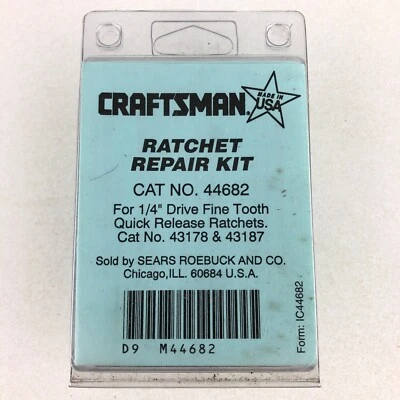 CRAFTSMAN®
MADE IN
USA
RATCHET
REPAIR KIT
CAT NO. 44682
For 1/4" Drive Fine Tooth
Quick Release Ratchets.
Cat No. 43178 & 43187
Sold by SEARS ROEBUCK AND CO.
Chicago,ILL. 60684 U.S.A.
D9 M44682
Form: IC44682